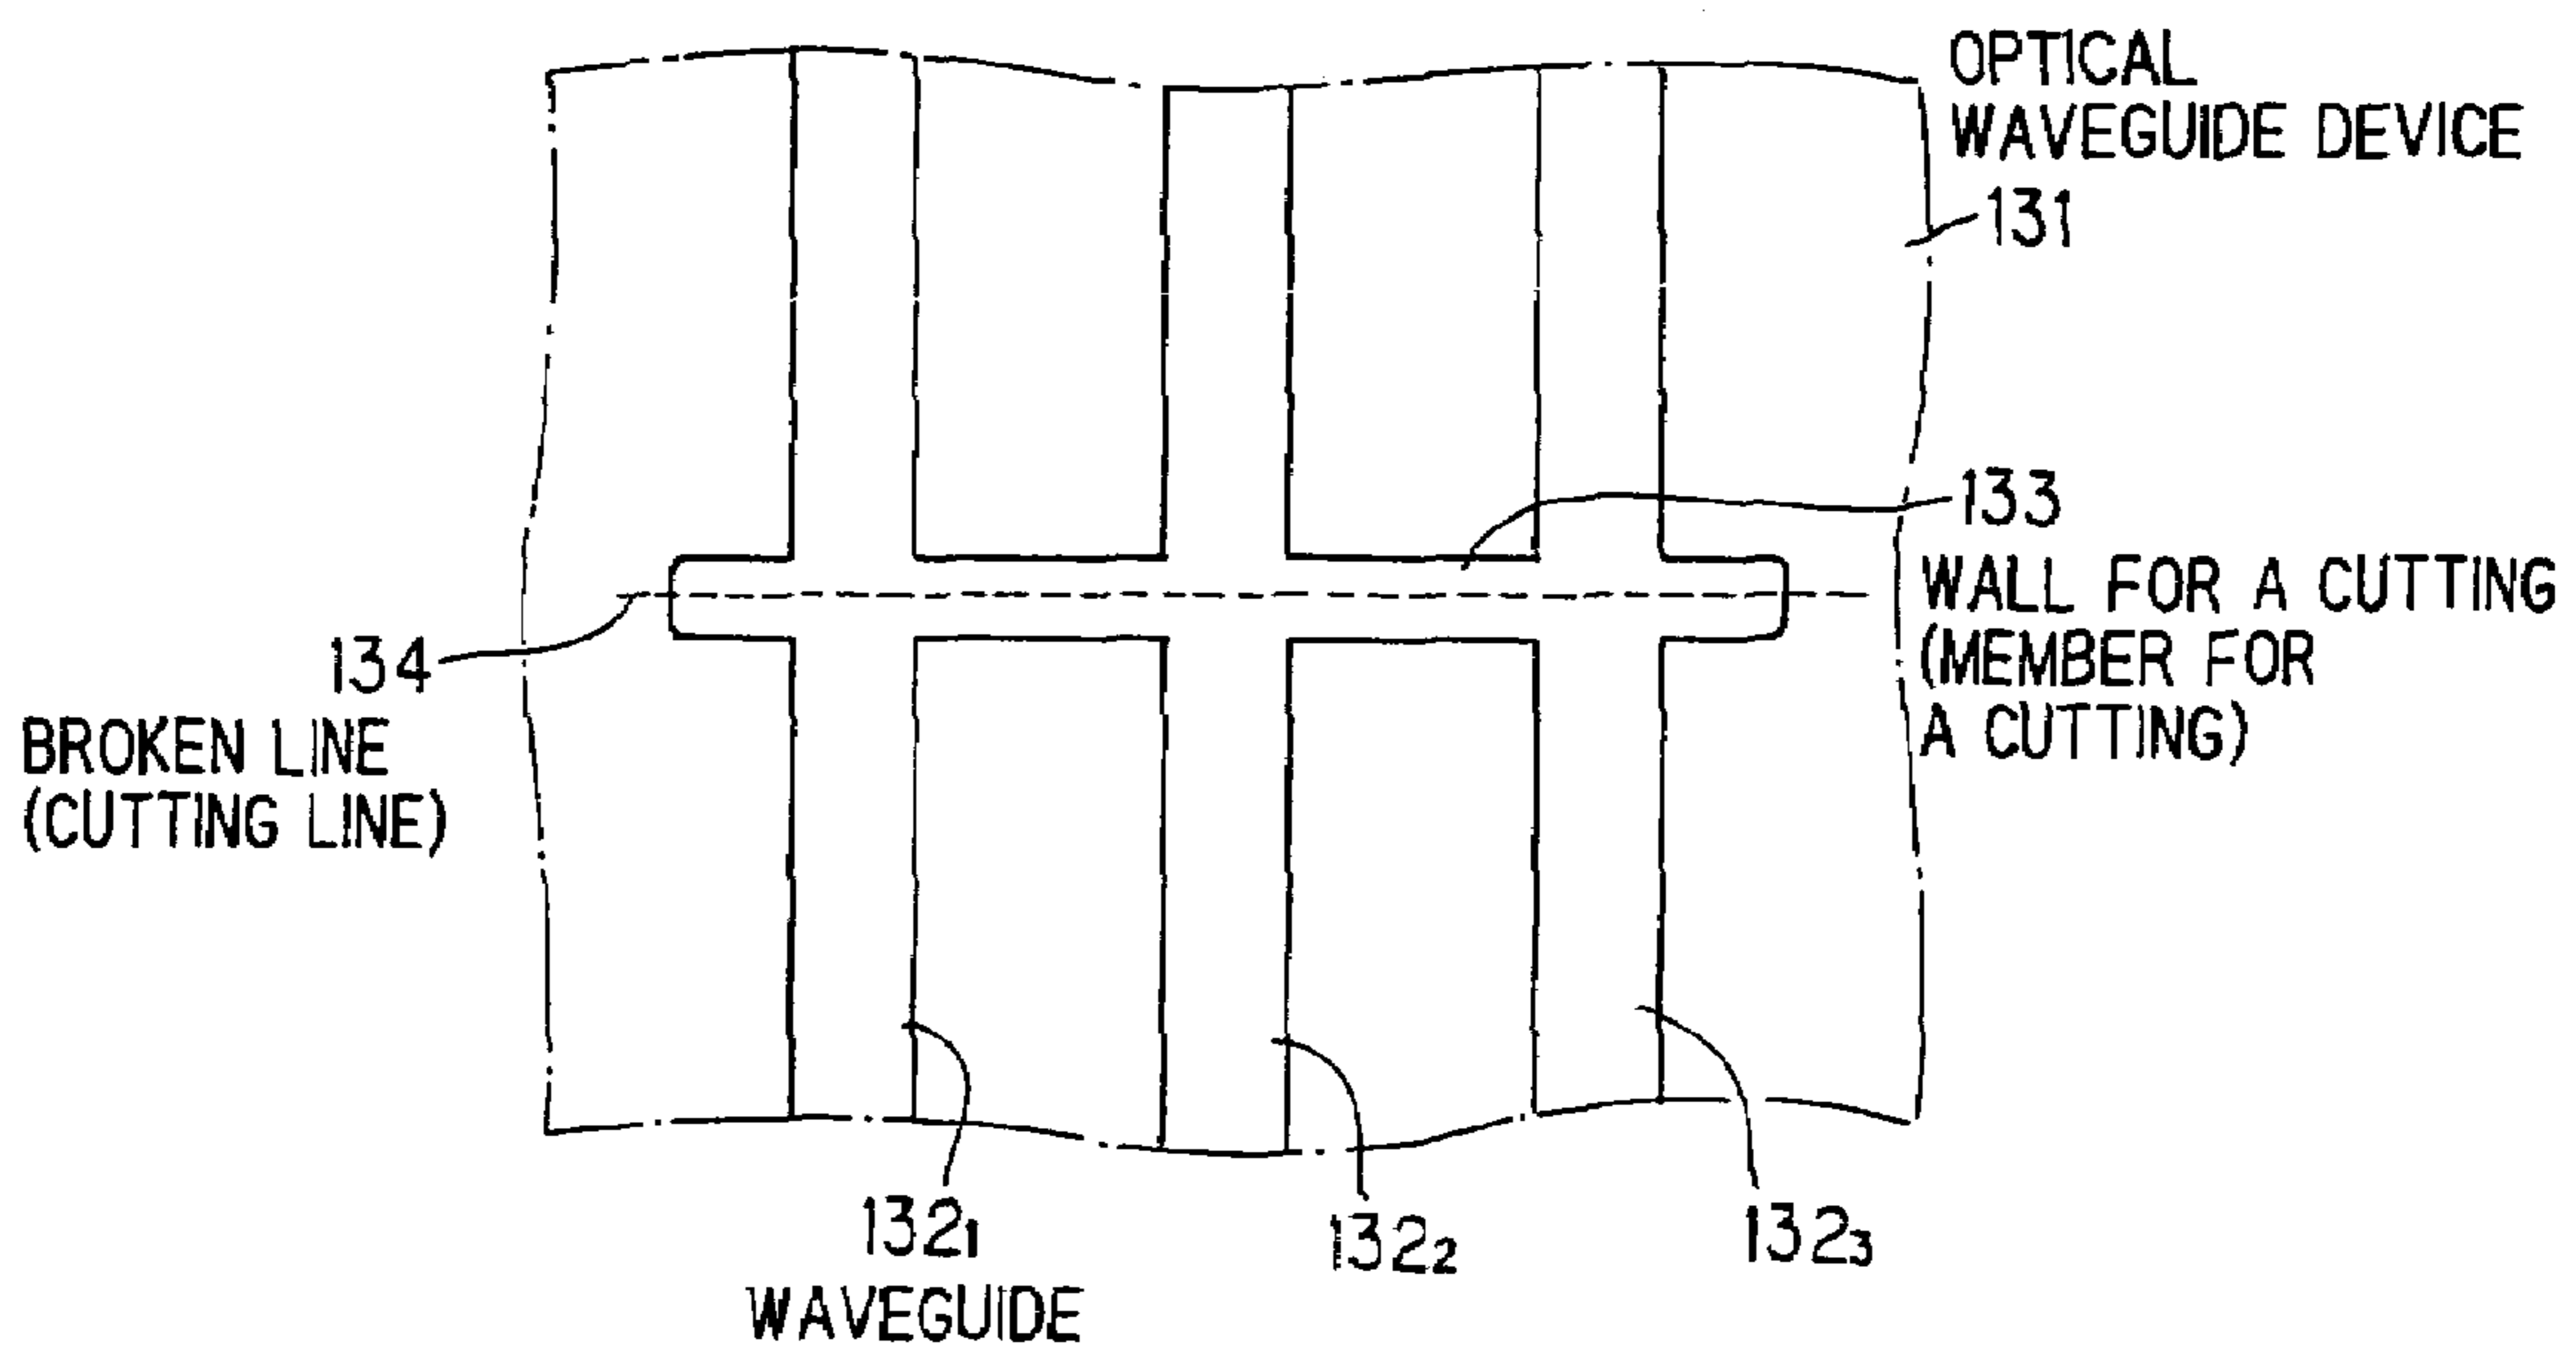 OPTICAL
WAVEGUIDE DEVICE
131
133
WALL FOR A CUTTING
(MEMBER FOR
A CUTTING)
134
BROKEN LINE
(CUTTING LINE)
132₁
WAVEGUIDE
132₂
132₃